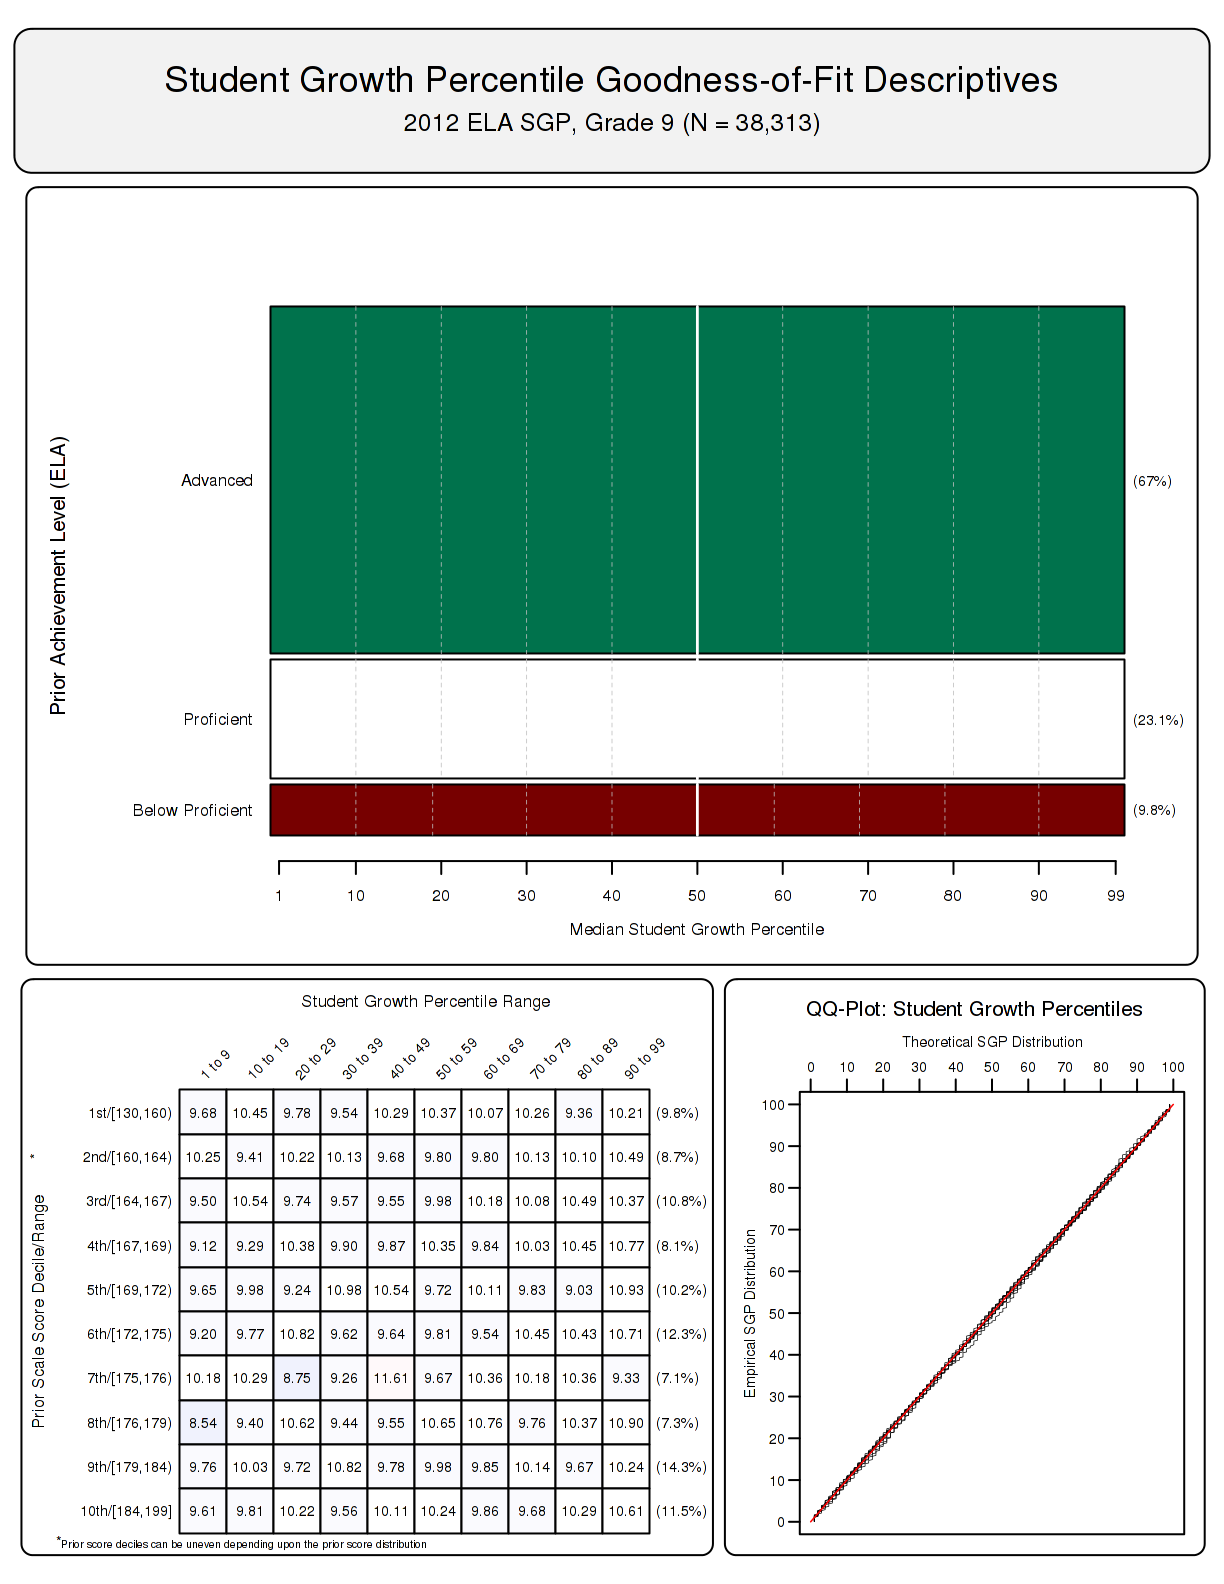 Student Growth Percentile Goodness-of-Fit Descriptives
2012 ELA SGP, Grade 9 (N = 38,313)
Prior Achievement Level (ELA)
Advanced (67%)
Proficient (23.1%)
Below Proficient (9.8%)
1 10 20 30 40 50 60 70 80 90 99
Median Student Growth Percentile
Student Growth Percentile Range
1 to 9 10 to 19 20 to 29 30 to 39 40 to 49 50 to 59 60 to 69 70 to 79 80 to 89 90 to 99
Prior Scale Score Decile/Range *
1st/[130,160) 9.68 10.45 9.78 9.54 10.29 10.37 10.07 10.26 9.36 10.21 (9.8%)
2nd/[160,164) 10.25 9.41 10.22 10.13 9.68 9.80 9.80 10.13 10.10 10.49 (8.7%)
3rd/[164,167) 9.50 10.54 9.74 9.57 9.55 9.98 10.18 10.08 10.49 10.37 (10.8%)
4th/[167,169) 9.12 9.29 10.38 9.90 9.87 10.35 9.84 10.03 10.45 10.77 (8.1%)
5th/[169,172) 9.65 9.98 9.24 10.98 10.54 9.72 10.11 9.83 9.03 10.93 (10.2%)
6th/[172,175) 9.20 9.77 10.82 9.62 9.64 9.81 9.54 10.45 10.43 10.71 (12.3%)
7th/[175,176) 10.18 10.29 8.75 9.26 11.61 9.67 10.36 10.18 10.36 9.33 (7.1%)
8th/[176,179) 8.54 9.40 10.62 9.44 9.55 10.65 10.76 9.76 10.37 10.90 (7.3%)
9th/[179,184) 9.76 10.03 9.72 10.82 9.78 9.98 9.85 10.14 9.67 10.24 (14.3%)
10th/[184,199] 9.61 9.81 10.22 9.56 10.11 10.24 9.86 9.68 10.29 10.61 (11.5%)
*Prior score deciles can be uneven depending upon the prior score distribution
QQ-Plot: Student Growth Percentiles
Theoretical SGP Distribution
0 10 20 30 40 50 60 70 80 90 100
Empirical SGP Distribution
100
90
80
70
60
50
40
30
20
10
0